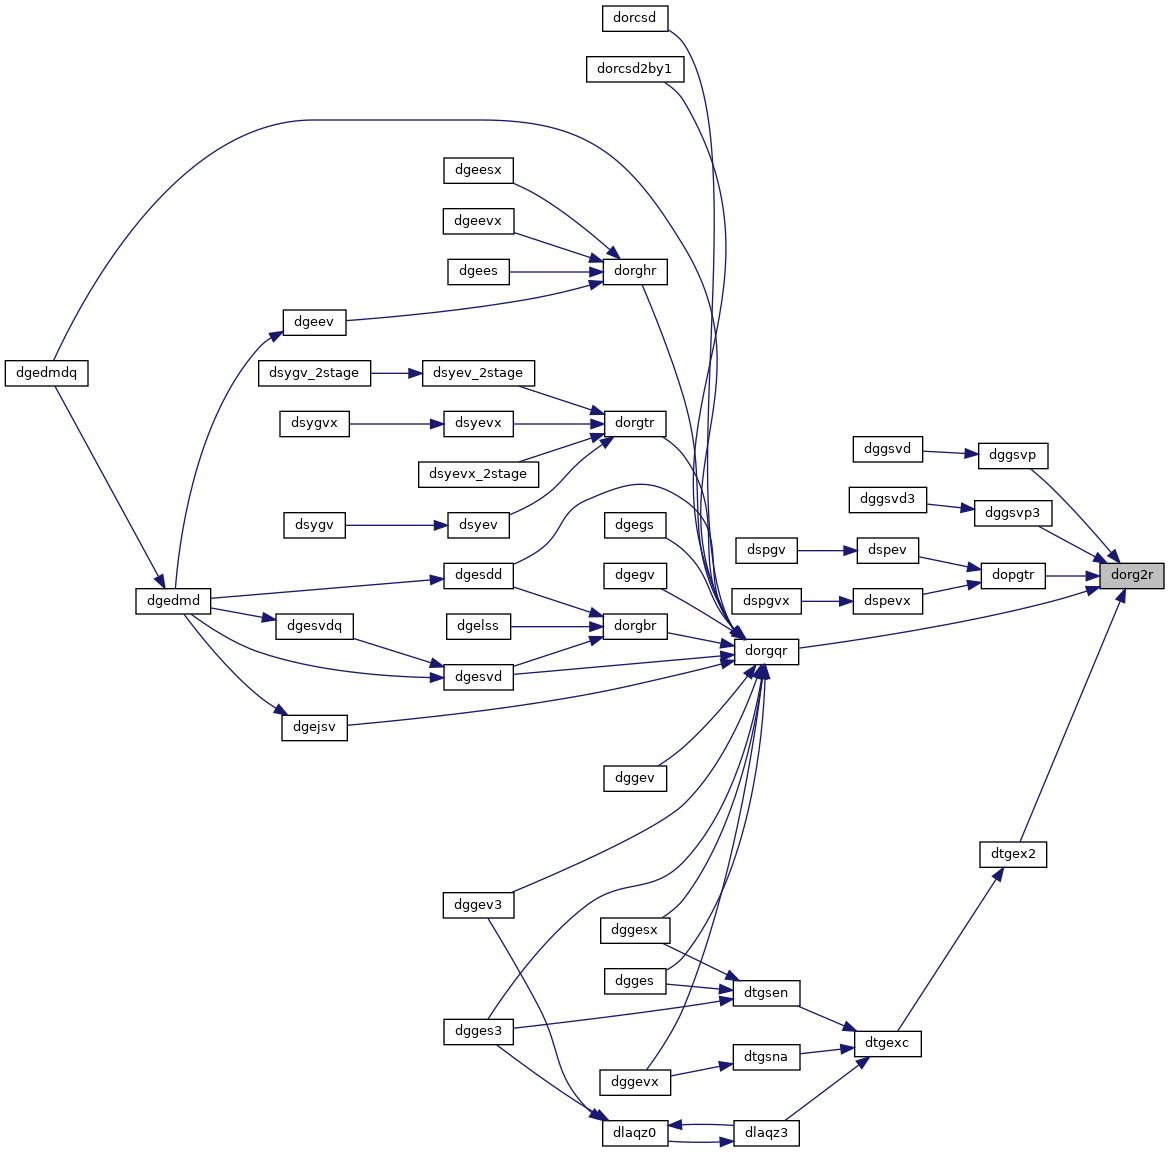 dorcsd
dorcsd2by1
dgeesx
dgeevx
dgees
dorghr
dgeev
dgedmdq
dsygv_2stage
dsyev_2stage
dsygvx
dsyevx
dorgtr
dggsvd
dggsvp
dsyevx_2stage
dggsvd3
dggsvp3
dsygv
dsyev
dgegs
dspgv
dspev
dgesdd
dgegv
dopgtr
dorg2r
dgedmd
dspgvx
dspevx
dgesvdq
dgelss
dorgbr
dorgqr
dgesvd
dgejsv
dggev
dtgex2
dggev3
dggesx
dgges
dtgsen
dgges3
dtgexc
dtgsna
dggevx
dlaqz0
dlaqz3